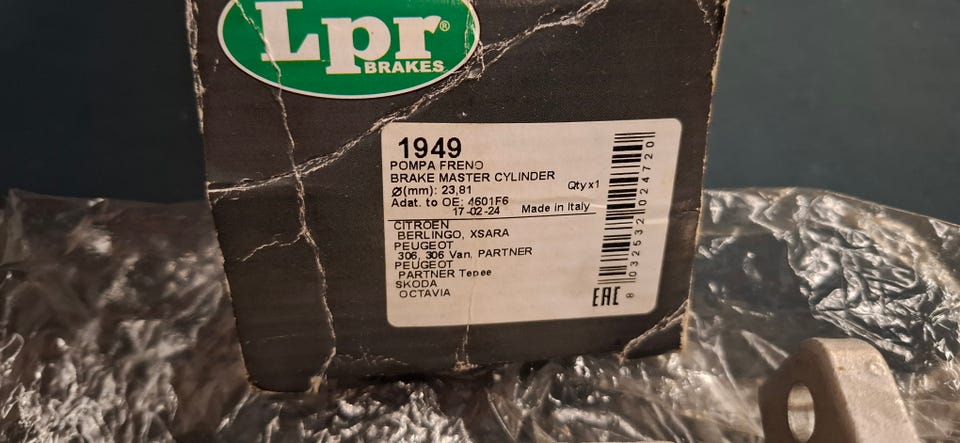 Lpr®
BRAKES
1949
POMPA FRENO
BRAKE MASTER CYLINDER
Ø(mm): 23,81 Qty x1
Adat. to OE: 4601F6
17-02-24 Made in Italy
CITROEN
BERLINGO, XSARA
PEUGEOT
306, 306 Van, PARTNER
PEUGEOT
PARTNER Tepee
SKODA
OCTAVIA
EAC
8 032532 024720